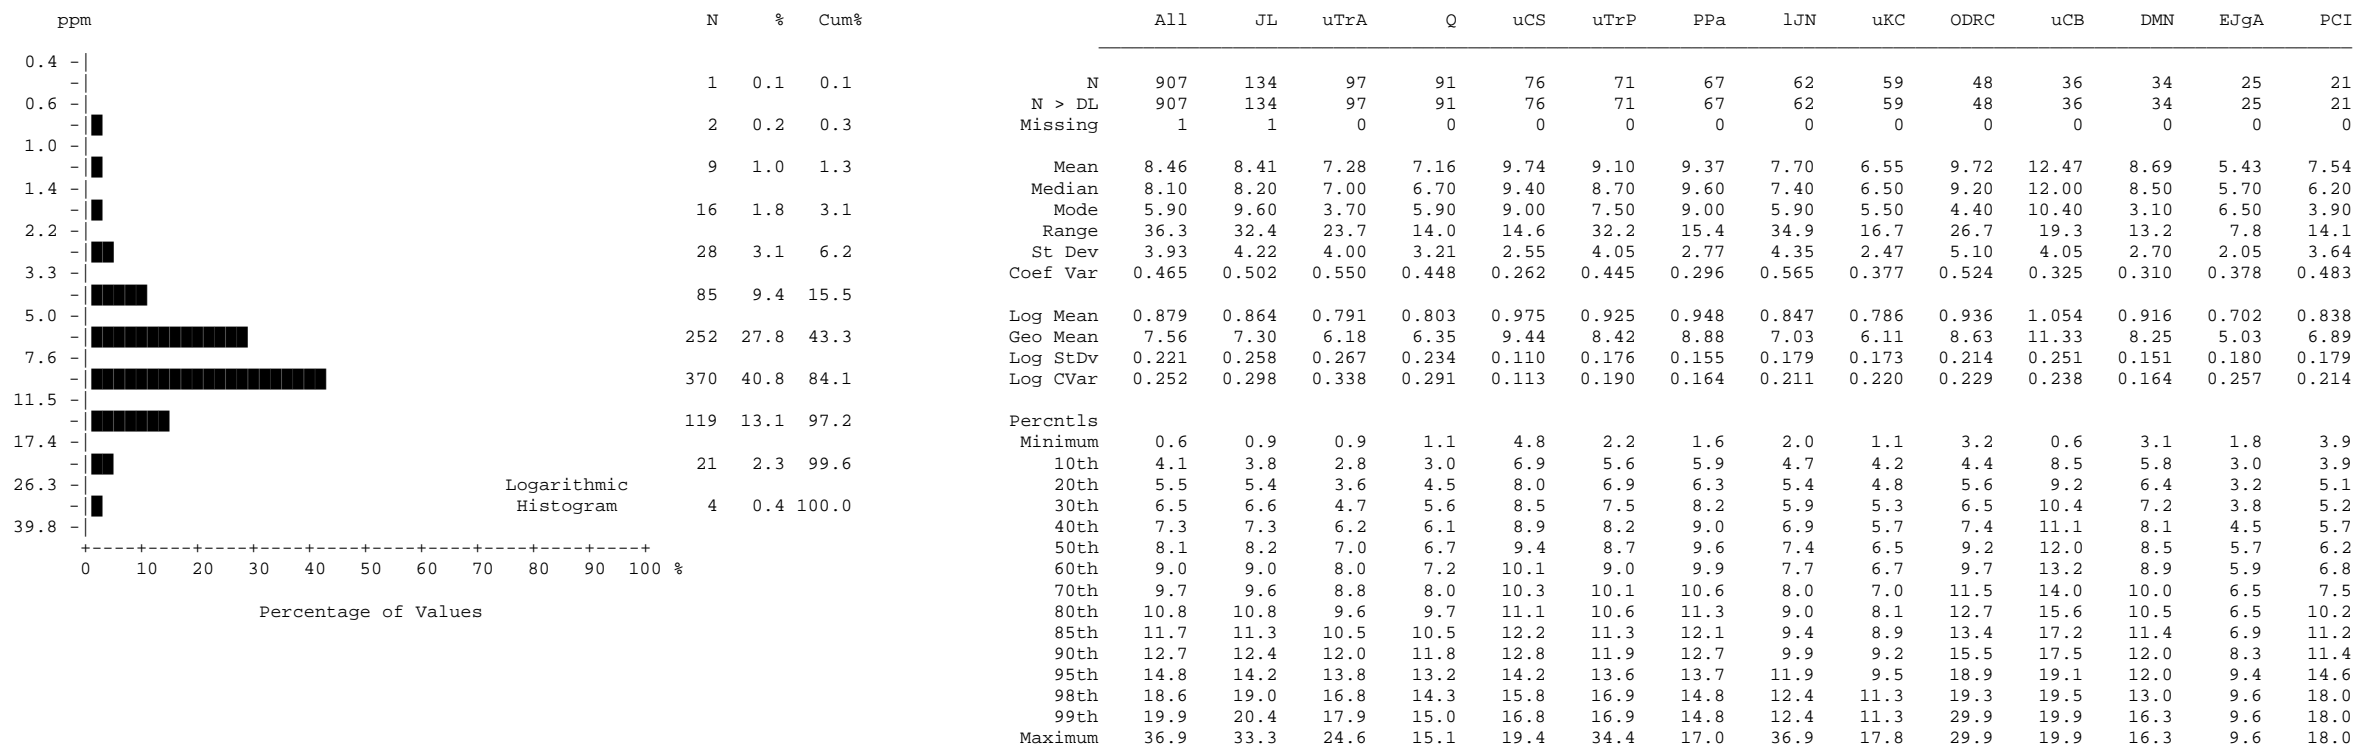 ppm N % Cum% All JL uTrA Q uCS uTrP PPa lJN uKC ODRC uCB DMN EJgA PCI
0.4 -|
-| 1 0.1 0.1 N 907 134 97 91 76 71 67 62 59 48 36 34 25 21
0.6 -| N > DL 907 134 97 91 76 71 67 62 59 48 36 34 25 21
-| 2 0.2 0.3 Missing 1 1 0 0 0 0 0 0 0 0 0 0 0 0
1.0 -|
-| 9 1.0 1.3 Mean 8.46 8.41 7.28 7.16 9.74 9.10 9.37 7.70 6.55 9.72 12.47 8.69 5.43 7.54
1.4 -| Median 8.10 8.20 7.00 6.70 9.40 8.70 9.60 7.40 6.50 9.20 12.00 8.50 5.70 6.20
-| 16 1.8 3.1 Mode 5.90 9.60 3.70 5.90 9.00 7.50 9.00 5.90 5.50 4.40 10.40 3.10 6.50 3.90
2.2 -| Range 36.3 32.4 23.7 14.0 14.6 32.2 15.4 34.9 16.7 26.7 19.3 13.2 7.8 14.1
-| 28 3.1 6.2 St Dev 3.93 4.22 4.00 3.21 2.55 4.05 2.77 4.35 2.47 5.10 4.05 2.70 2.05 3.64
3.3 -| Coef Var 0.465 0.502 0.550 0.448 0.262 0.445 0.296 0.565 0.377 0.524 0.325 0.310 0.378 0.483
-| 85 9.4 15.5
5.0 -| Log Mean 0.879 0.864 0.791 0.803 0.975 0.925 0.948 0.847 0.786 0.936 1.054 0.916 0.702 0.838
-| 252 27.8 43.3 Geo Mean 7.56 7.30 6.18 6.35 9.44 8.42 8.88 7.03 6.11 8.63 11.33 8.25 5.03 6.89
7.6 -| Log StDv 0.221 0.258 0.267 0.234 0.110 0.176 0.155 0.179 0.173 0.214 0.251 0.151 0.180 0.179
-| 370 40.8 84.1 Log CVar 0.252 0.298 0.338 0.291 0.113 0.190 0.164 0.211 0.220 0.229 0.238 0.164 0.257 0.214
11.5 -|
-| 119 13.1 97.2 Percntls
17.4 -| Minimum 0.6 0.9 0.9 1.1 4.8 2.2 1.6 2.0 1.1 3.2 0.6 3.1 1.8 3.9
-| 21 2.3 99.6 10th 4.1 3.8 2.8 3.0 6.9 5.6 5.9 4.7 4.2 4.4 8.5 5.8 3.0 3.9
26.3 -| Logarithmic 20th 5.5 5.4 3.6 4.5 8.0 6.9 6.3 5.4 4.8 5.6 9.2 6.4 3.2 5.1
-| Histogram 4 0.4 100.0 30th 6.5 6.6 4.7 5.6 8.5 7.5 8.2 5.9 5.3 6.5 10.4 7.2 3.8 5.2
39.8 -| 40th 7.3 7.3 6.2 6.1 8.9 8.2 9.0 6.9 5.7 7.4 11.1 8.1 4.5 5.7
+----+----+----+----+----+----+----+----+----+----+ 50th 8.1 8.2 7.0 6.7 9.4 8.7 9.6 7.4 6.5 9.2 12.0 8.5 5.7 6.2
0 10 20 30 40 50 60 70 80 90 100 % 60th 9.0 9.0 8.0 7.2 10.1 9.0 9.9 7.7 6.7 9.7 13.2 8.9 5.9 6.8
70th 9.7 9.6 8.8 8.0 10.3 10.1 10.6 8.0 7.0 11.5 14.0 10.0 6.5 7.5
Percentage of Values 80th 10.8 10.8 9.6 9.7 11.1 10.6 11.3 9.0 8.1 12.7 15.6 10.5 6.5 10.2
85th 11.7 11.3 10.5 10.5 12.2 11.3 12.1 9.4 8.9 13.4 17.2 11.4 6.9 11.2
90th 12.7 12.4 12.0 11.8 12.8 11.9 12.7 9.9 9.2 15.5 17.5 12.0 8.3 11.4
95th 14.8 14.2 13.8 13.2 14.2 13.6 13.7 11.9 9.5 18.9 19.1 12.0 9.4 14.6
98th 18.6 19.0 16.8 14.3 15.8 16.9 14.8 12.4 11.3 19.3 19.5 13.0 9.6 18.0
99th 19.9 20.4 17.9 15.0 16.8 16.9 14.8 12.4 11.3 29.9 19.9 16.3 9.6 18.0
Maximum 36.9 33.3 24.6 15.1 19.4 34.4 17.0 36.9 17.8 29.9 19.9 16.3 9.6 18.0